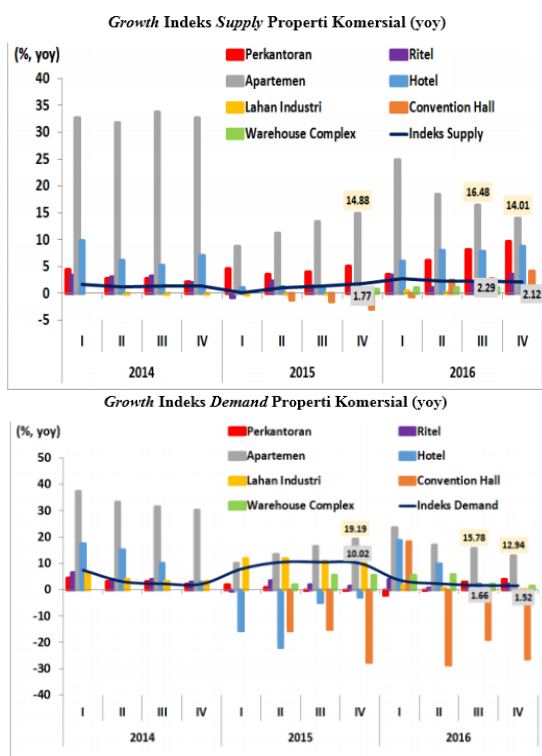 Growth Indeks Supply Properti Komersial (yoy)
(%, yoy)
Perkantoran Ritel
Apartemen Hotel
Lahan Industri Convention Hall
Warehouse Complex Indeks Supply
40
35
30
25
20
15
10
5
0
-5
14.88 16.48 14.01
1.77 2.29 2.12
I II III IV I II III IV I II III IV
2014 2015 2016
Growth Indeks Demand Properti Komersial (yoy)
(%, yoy)
Perkantoran Ritel
Apartemen Hotel
Lahan Industri Convention Hall
Warehouse Complex Indeks Demand
50
40
30
20
10
0
-10
-20
-30
-40
19.19 15.78 12.94
10.02 1.66 1.52
I II III IV I II III IV I II III IV
2014 2015 2016